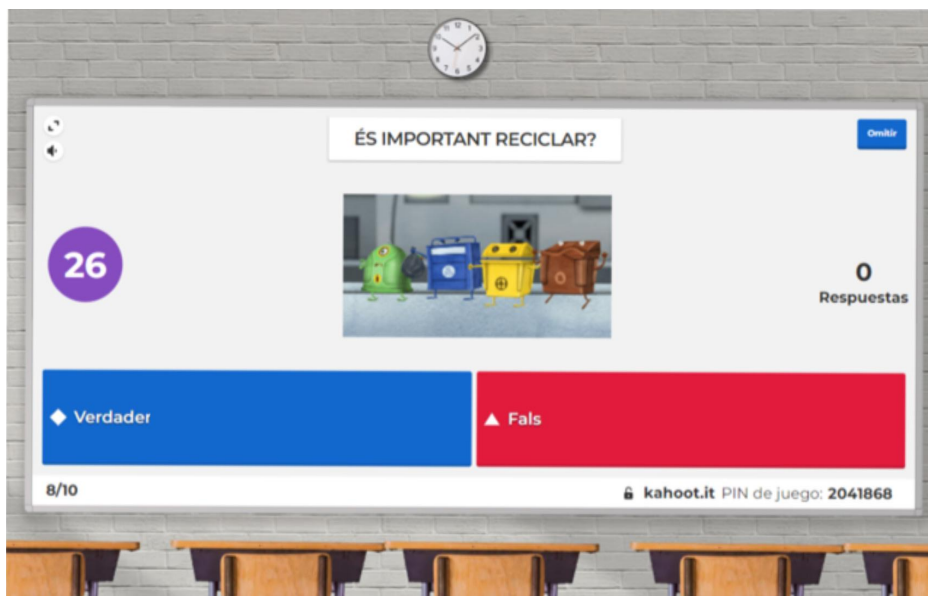 ÉS IMPORTANT RECICLAR?
Omitir
26
0
Respuestas
Verdader
Fals
8/10
kahoot.it PIN de juego: 2041868